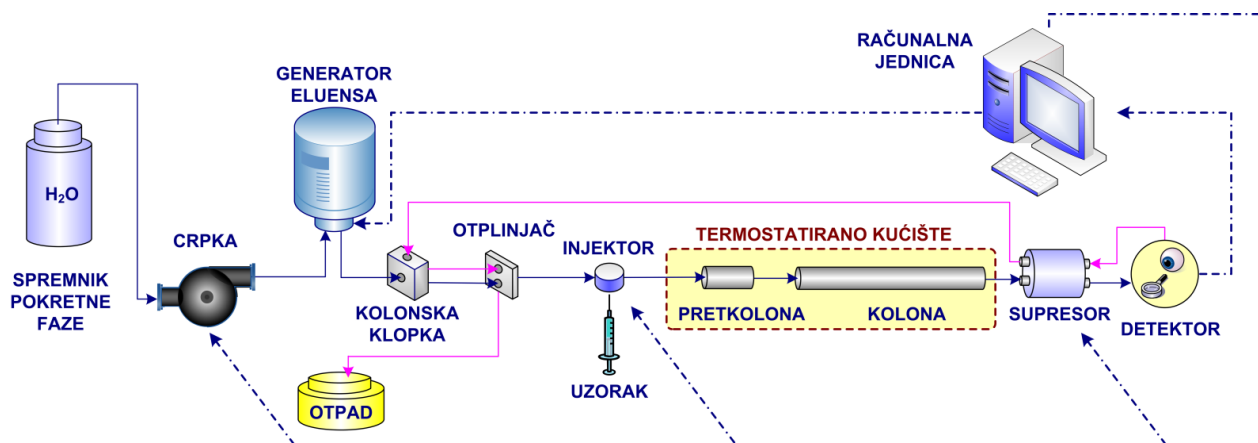 RAČUNALNA
JEDNICA
GENERATOR
ELUENSA
H₂O
CRPKA
OTPLINJAČ
INJEKTOR
TERMOSTATIRANO KUĆIŠTE
SPREMNIK
POKRETNE
FAZE
KOLONSKA
KLOPKA
PRETKOLONA
KOLONA
SUPRESOR
DETEKTOR
UZORAK
OTPAD